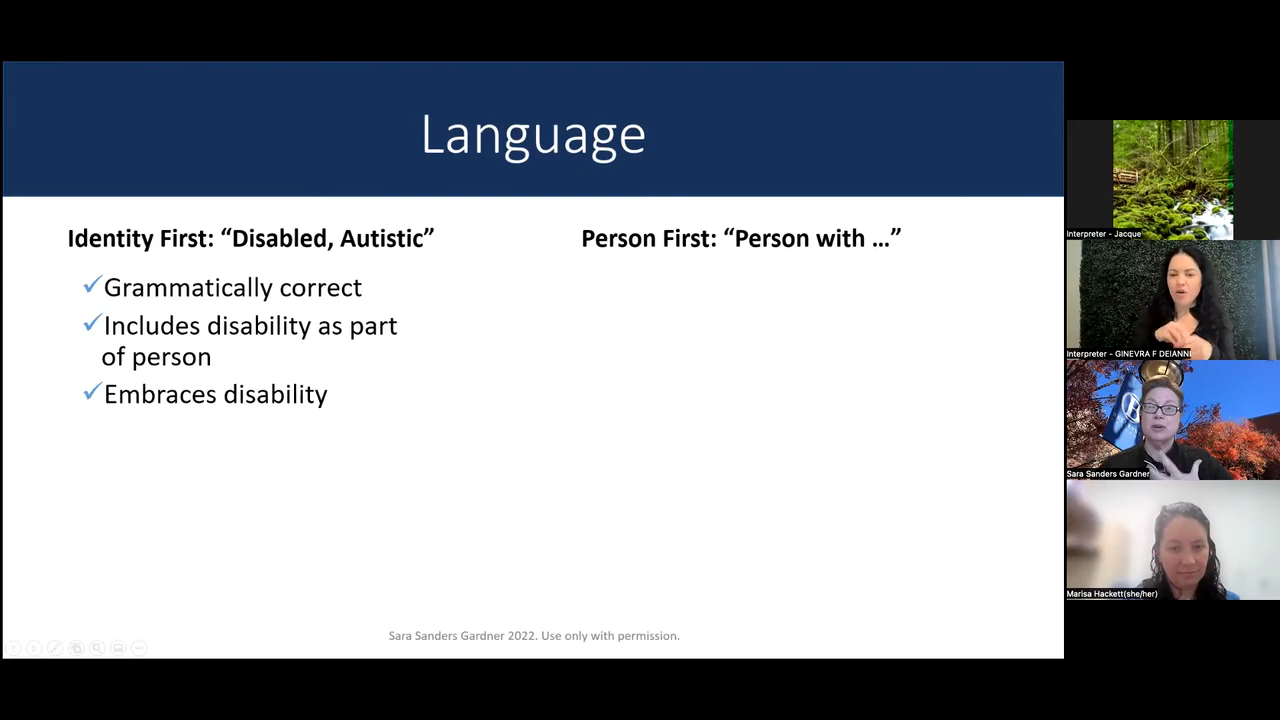 Language
Identity First: “Disabled, Autistic”
✓Grammatically correct
✓Includes disability as part
of person
✓Embraces disability
Person First: “Person with …”
Sara Sanders Gardner 2022. Use only with permission.
Interpreter - Jacque
Interpreter - GINEVRA F DEIANNI
Sara Sanders Gardner
Marisa Hackett(she/her)